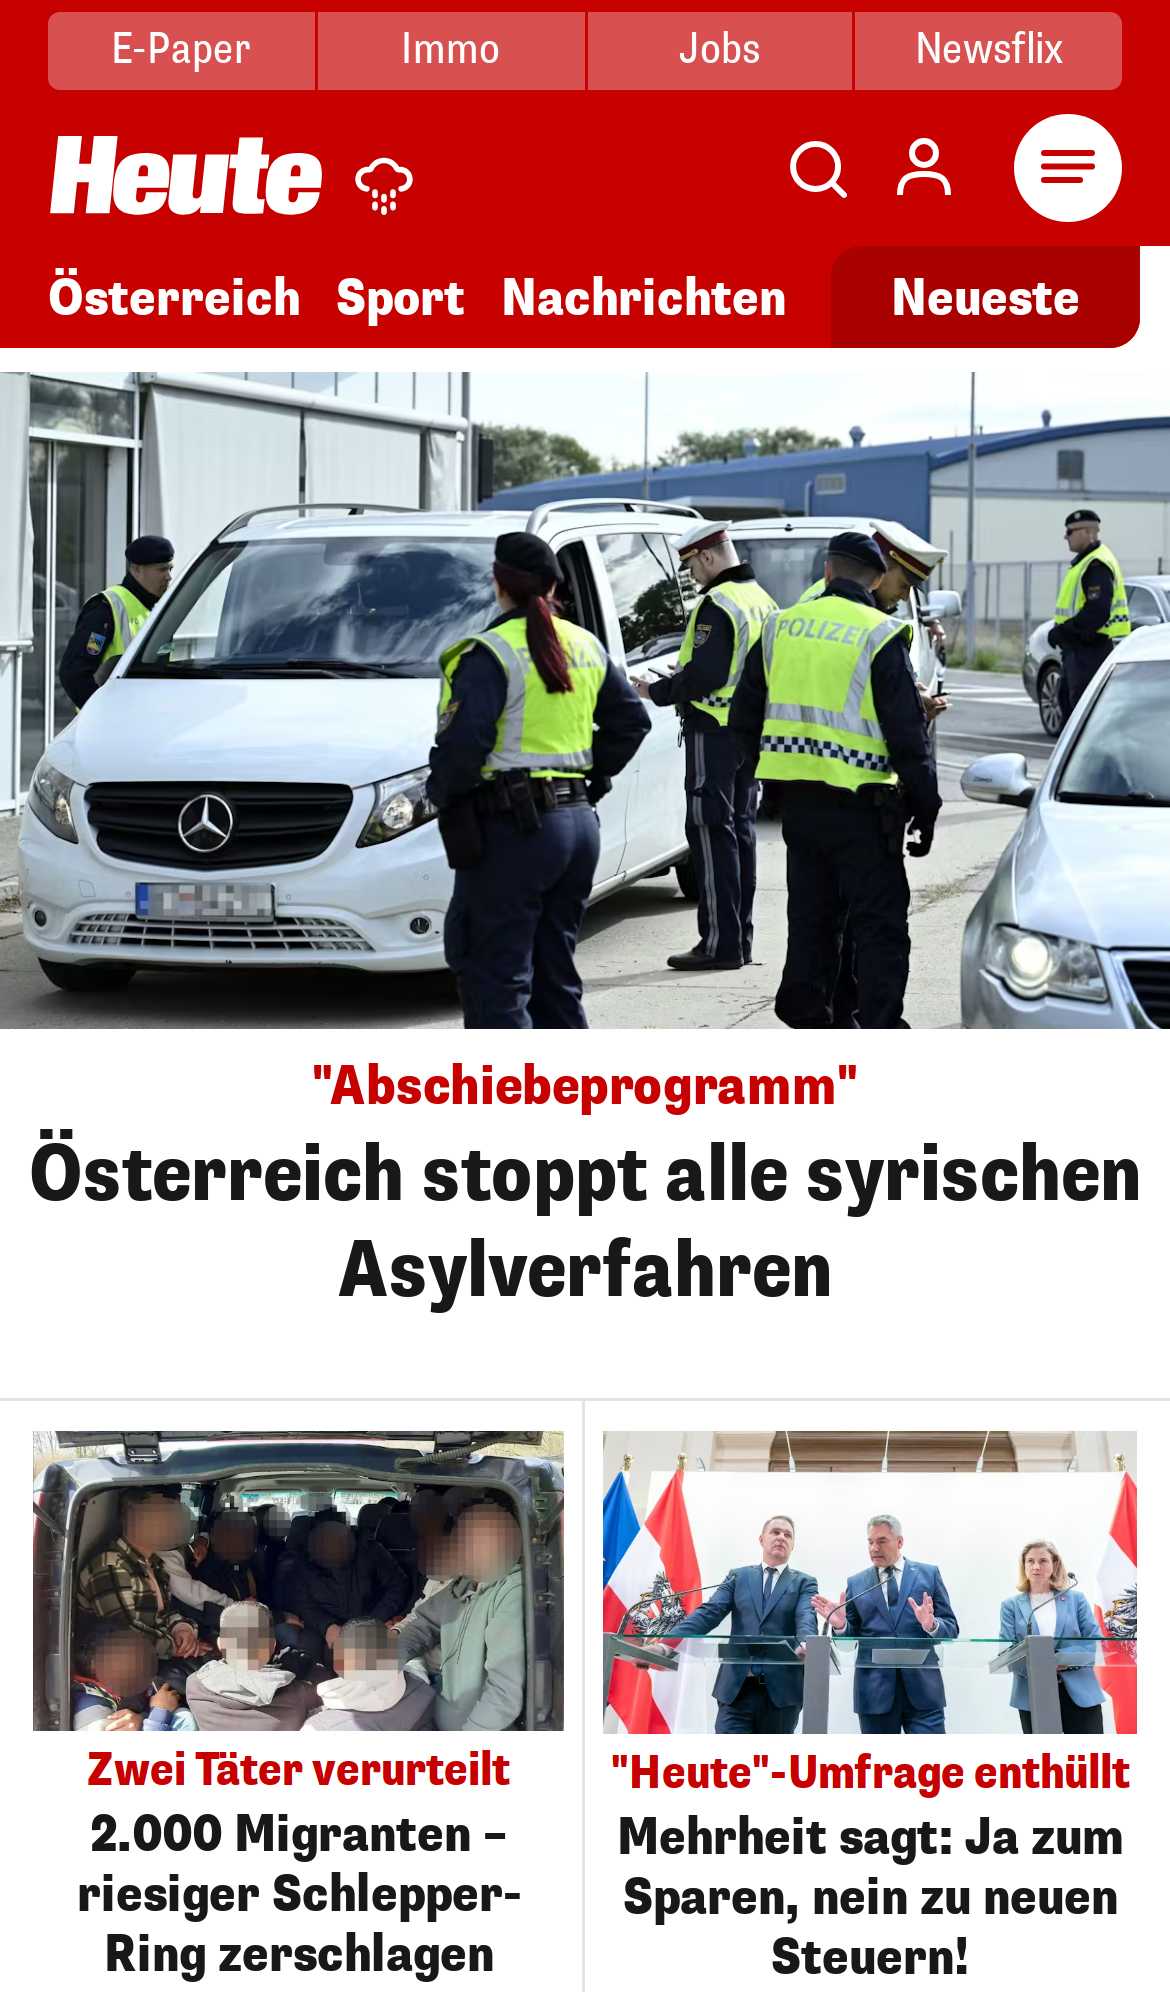 E-Paper
Immo
Jobs
Newsflix
Heute
Österreich
Sport
Nachrichten
Neueste
POLIZEI
POLIZEI
"Abschiebeprogramm"
Österreich stoppt alle syrischen
Asylverfahren
Zwei Täter verurteilt
2.000 Migranten –
riesiger Schlepper-
Ring zerschlagen
"Heute"-Umfrage enthüllt
Mehrheit sagt: Ja zum
Sparen, nein zu neuen
Steuern!